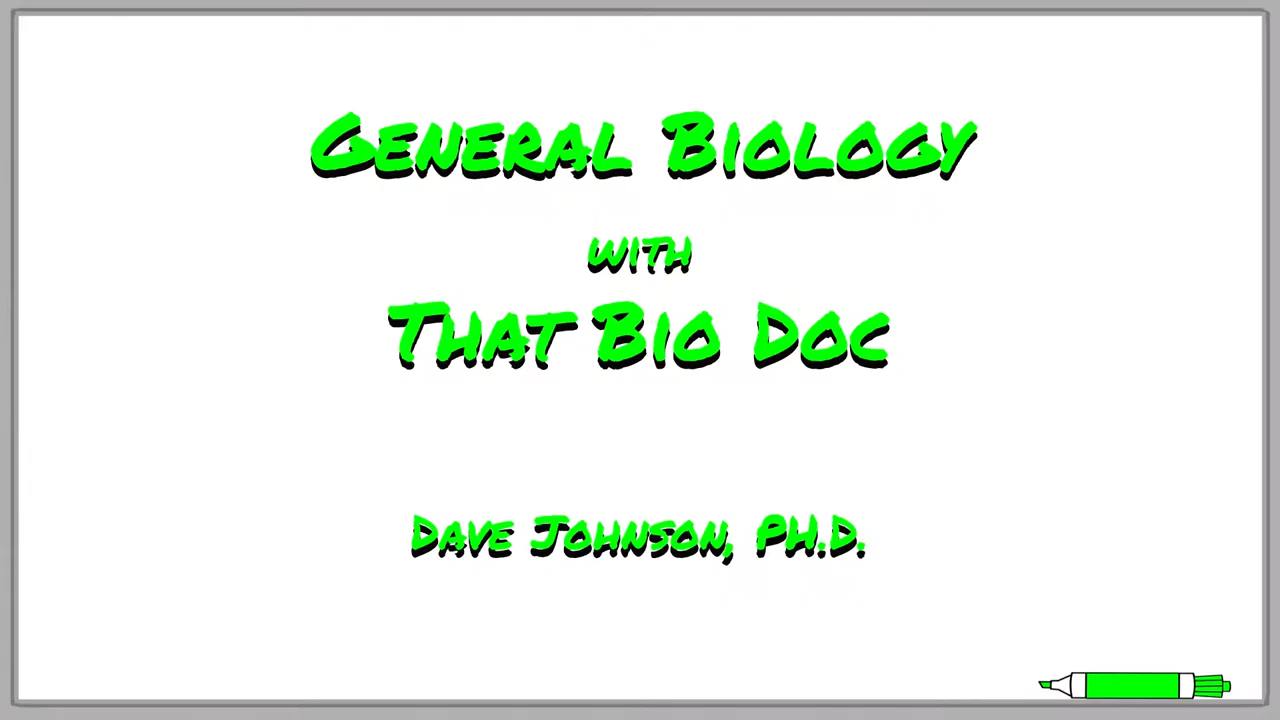 General Biology
with
That Bio Doc
Dave Johnson, PH.D.